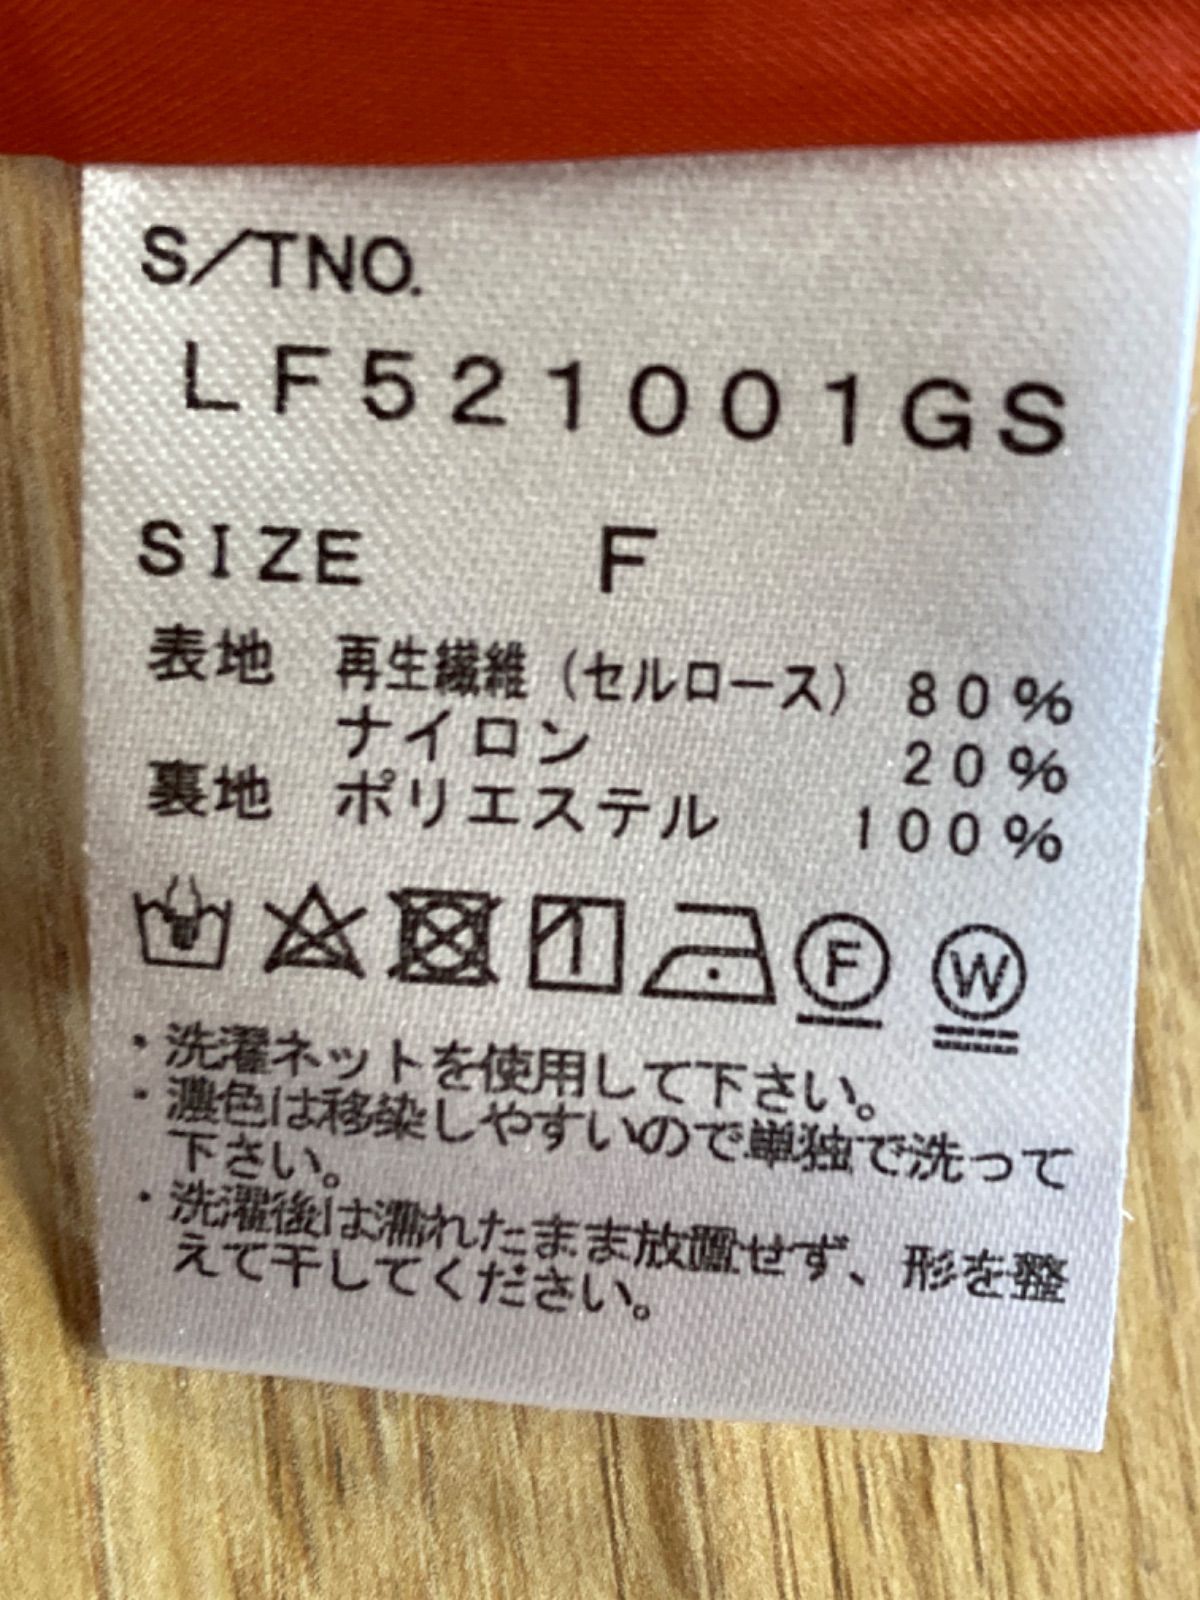 S/TNO.
LF521001GS
SIZE F
表地 再生繊維(セルロース) 80%
ナイロン 20%
裏地 ポリエステル 100%
F W
・洗濯ネットを使用して下さい。
・濃色は移染しやすいので単独で洗って
下さい。
・洗濯後は濡れたまま放置せず、形を整
えて干してください。